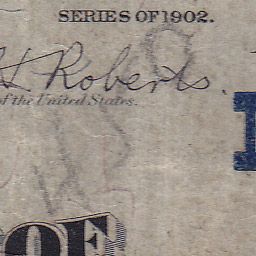 SERIES OF 1902.
H Roberts.
of the United States.
OF